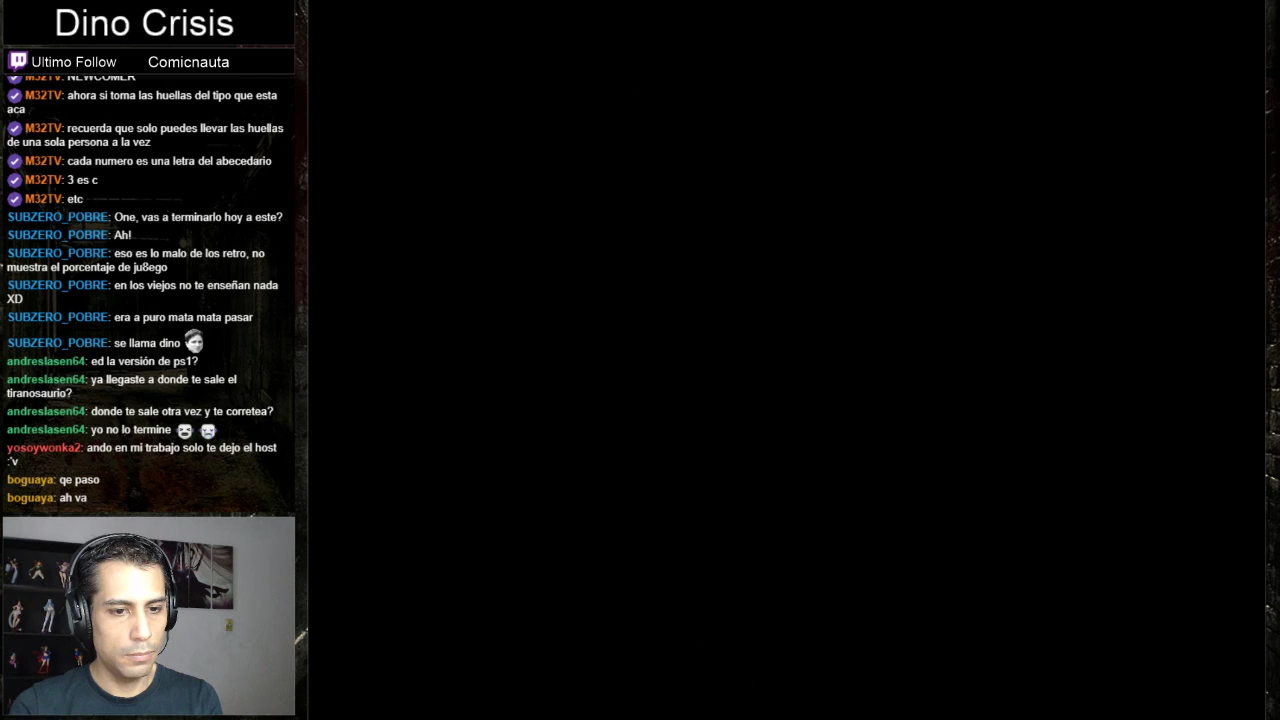 Dino Crisis
Ultimo Follow Comicnauta
M32TV: NEWCOMER
M32TV: ahora si toma las huellas del tipo que esta
aca
M32TV: recuerda que solo puedes llevar las huellas
de una sola persona a la vez
M32TV: cada numero es una letra del abecedario
M32TV: 3 es c
M32TV: etc
SUBZERO_POBRE: One, vas a terminarlo hoy a este?
SUBZERO_POBRE: Ah!
SUBZERO_POBRE: eso es lo malo de los retro, no
muestra el porcentaje de ju8ego
SUBZERO_POBRE: en los viejos no te enseñan nada
XD
SUBZERO_POBRE: era a puro mata mata pasar
SUBZERO_POBRE: se llama dino
andreslasen64: ed la versión de ps1?
andreslasen64: ya llegaste a donde te sale el
tiranosaurio?
andreslasen64: donde te sale otra vez y te corretea?
andreslasen64: yo no lo termine
yosoywonka2: ando en mi trabajo solo te dejo el host
:'v
boguaya: qe paso
boguaya: ah va